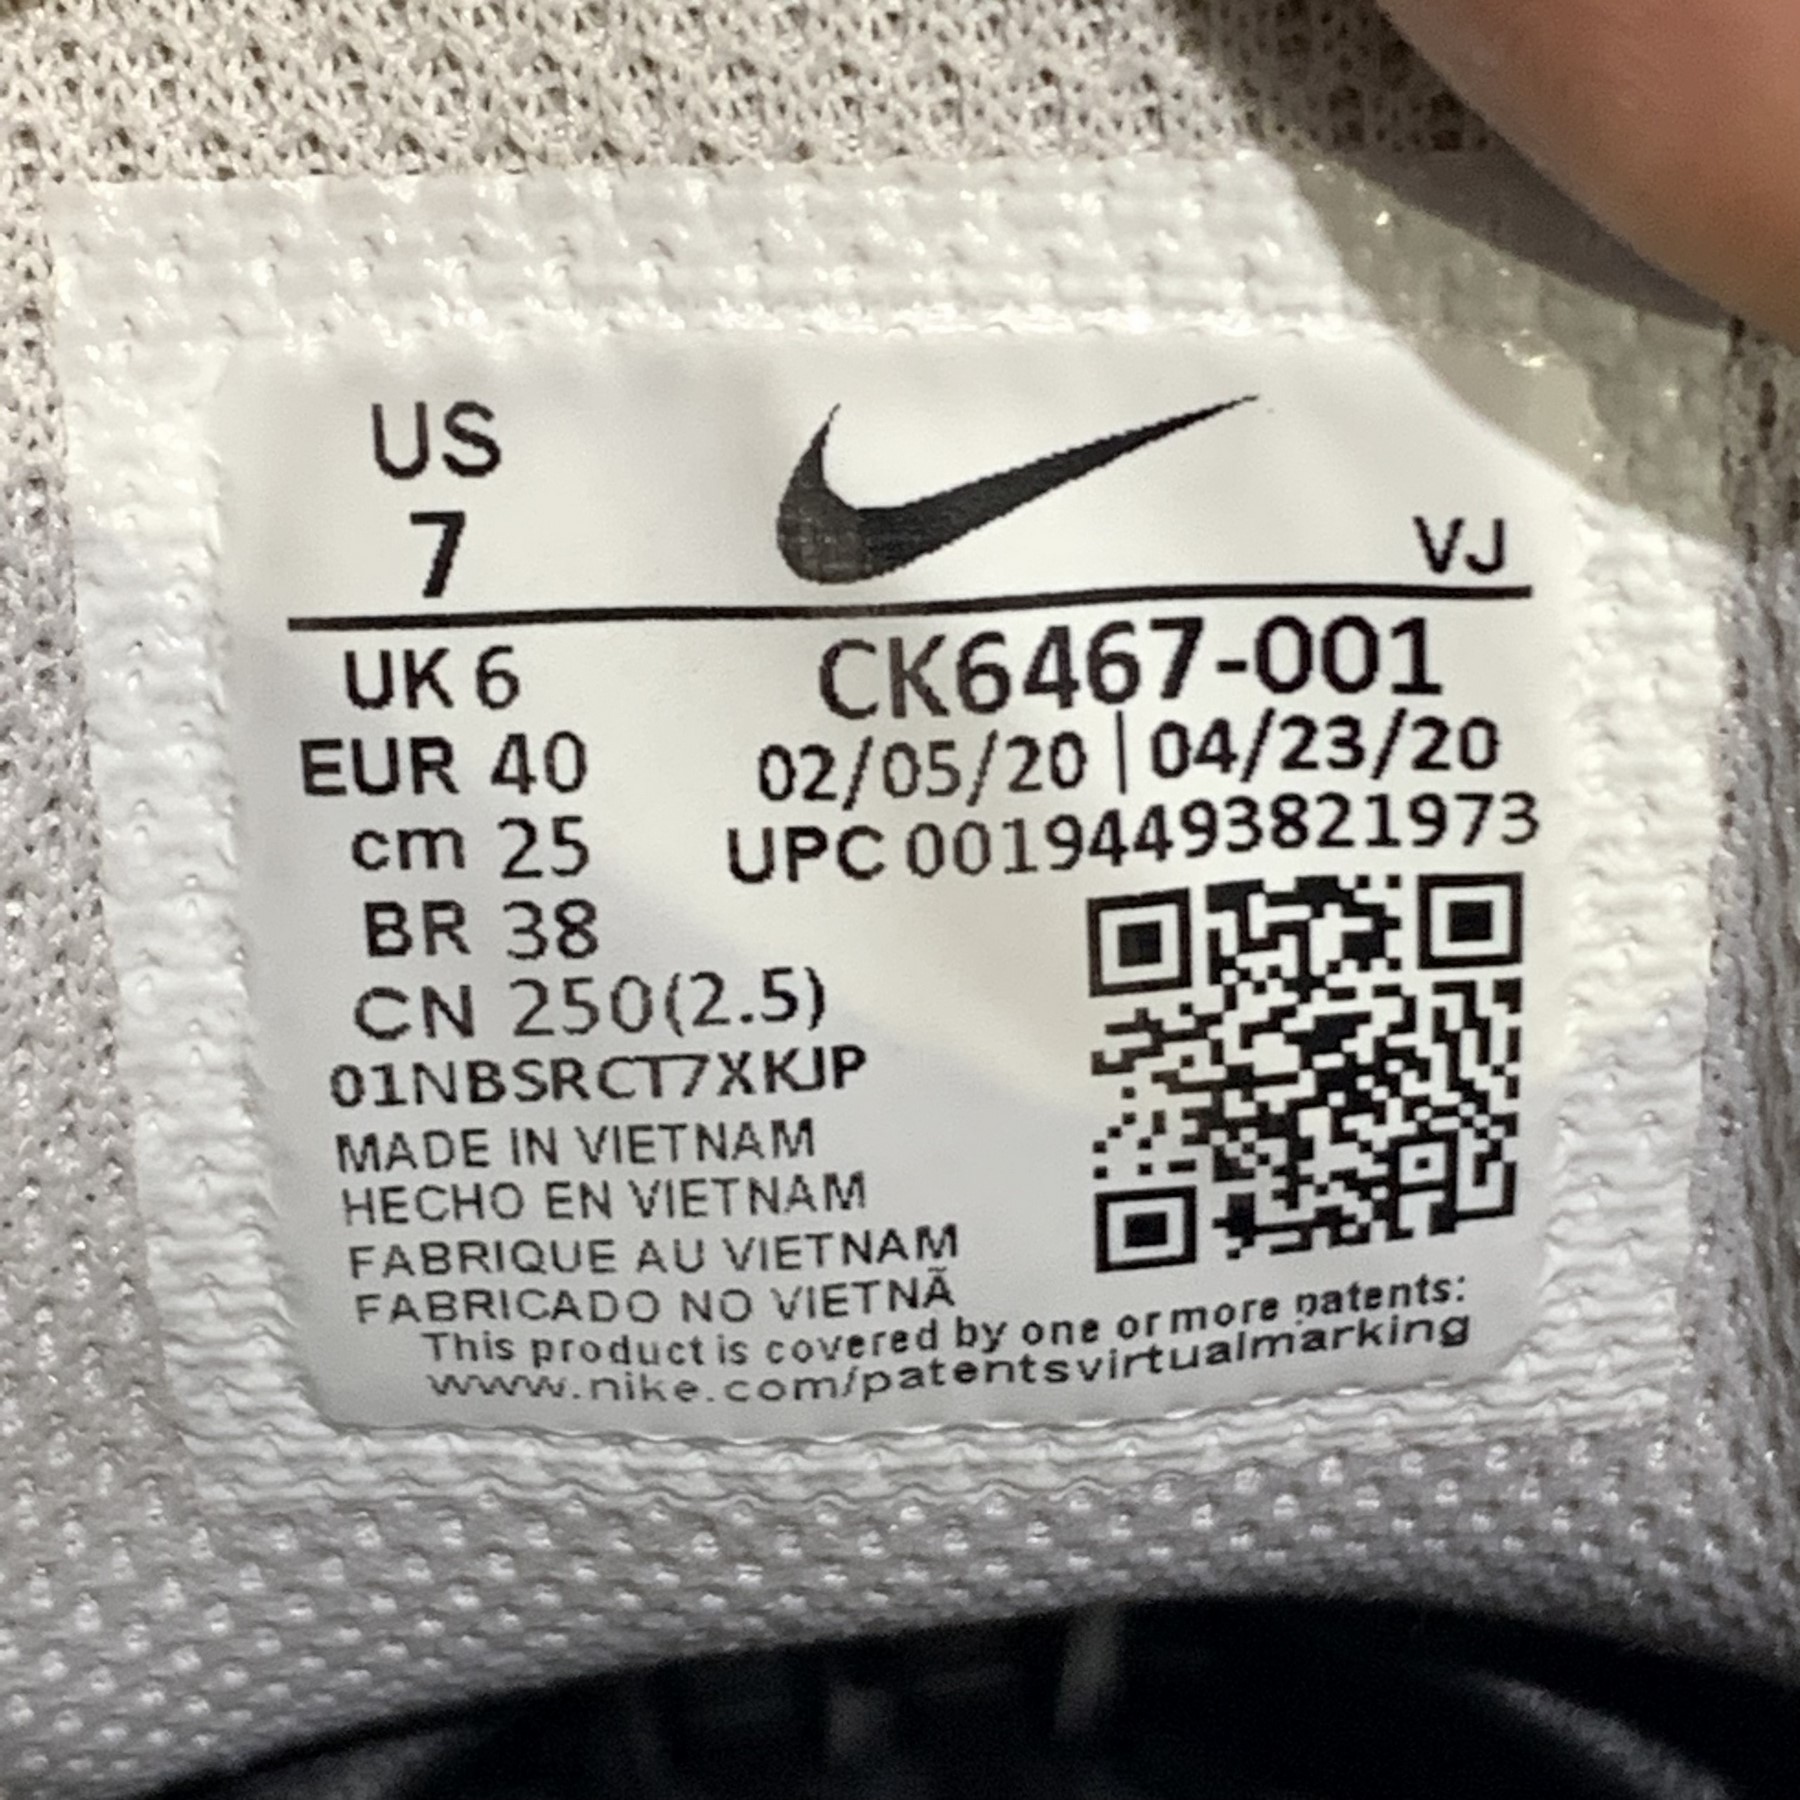 US
7
VJ
UK 6
EUR 40
cm 25
BR 38
CN 250(2.5)
01NBSRCT7XKJP
CK6467-001
02/05/20 | 04/23/20
UPC 00194493821973
MADE IN VIETNAM
HECHO EN VIETNAM
FABRIQUE AU VIETNAM
FABRICADO NO VIETNÃ
This product is covered by one or more patents:
www.nike.com/patentsvirtualmarking